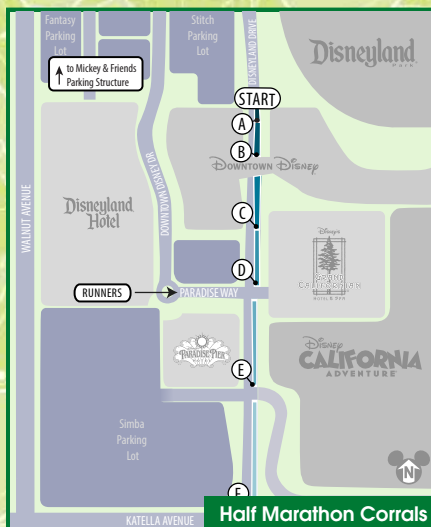 Fantasy
Parking
Lot
Stitch
Parking
Lot
DISNEYLAND DRIVE
Disneyland
PARK
to Mickey & Friends
Parking Structure
START
A
B
DOWNTOWN DISNEY
WALNUT AVENUE
DOWNTOWN DISNEY DR
Disneyland
Hotel
C
Disney's
GRAND
CALIFORNIAN
HOTEL & SPA
D
RUNNERS
PARADISE WAY
PARADISE PIER
HOTEL
Disney
CALIFORNIA
ADVENTURE
E
Simba
Parking
Lot
N
F
KATELLA AVENUE
Half Marathon Corrals